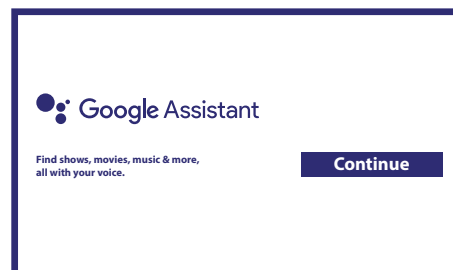 Google Assistant
Find shows, movies, music & more,
all with your voice.
Continue